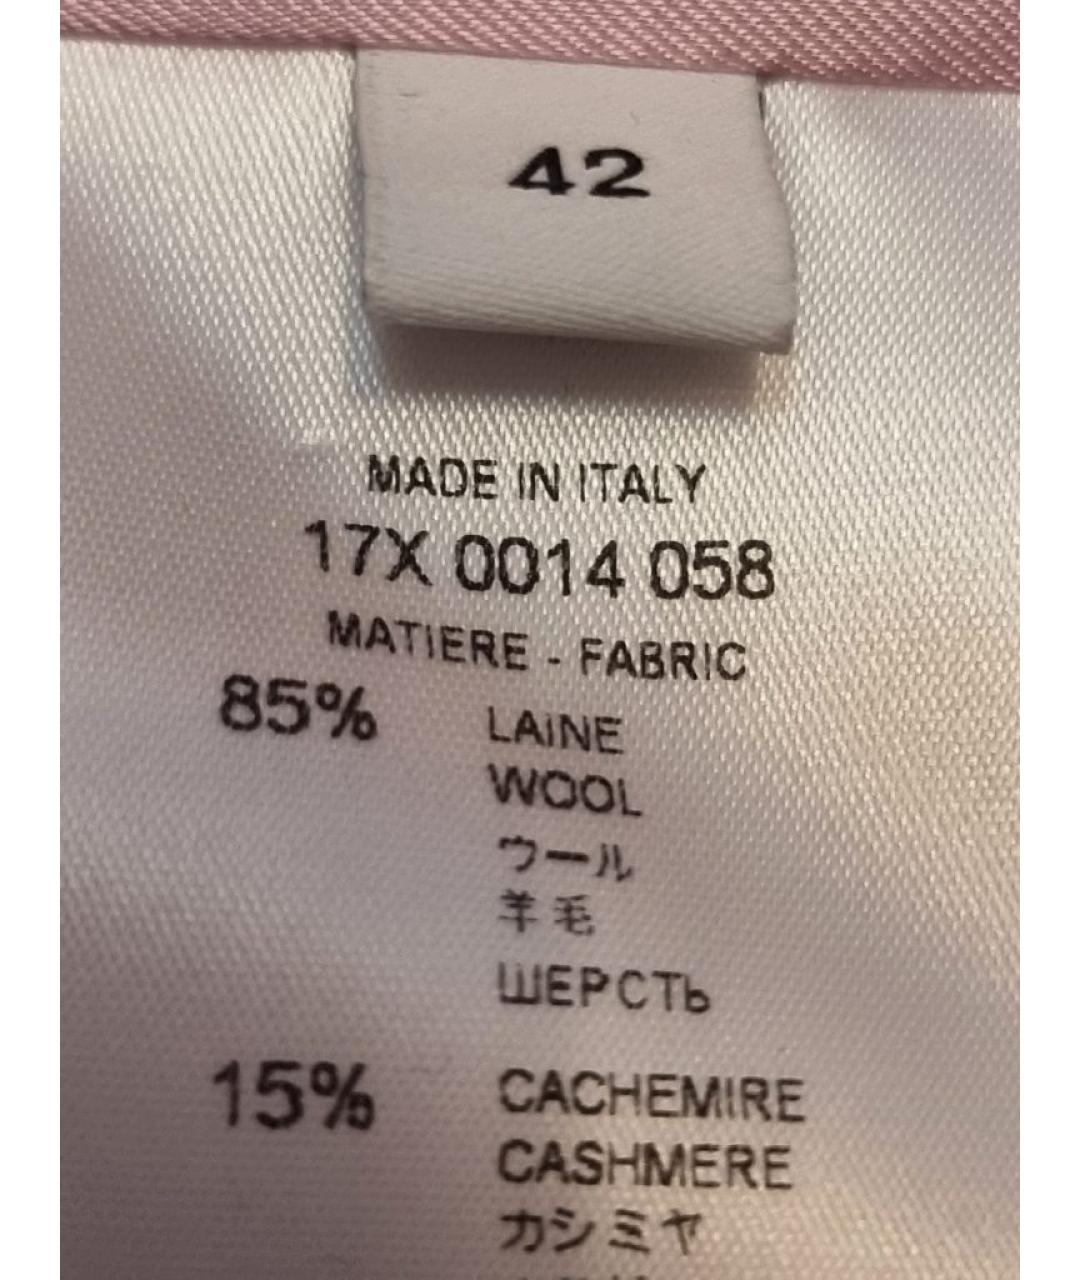 42
MADE IN ITALY
17X 0014 058
MATIERE - FABRIC
85% LAINE
WOOL
ウール
羊毛
ШЕРСТЬ
15% CACHEMIRE
CASHMERE
カシミヤ